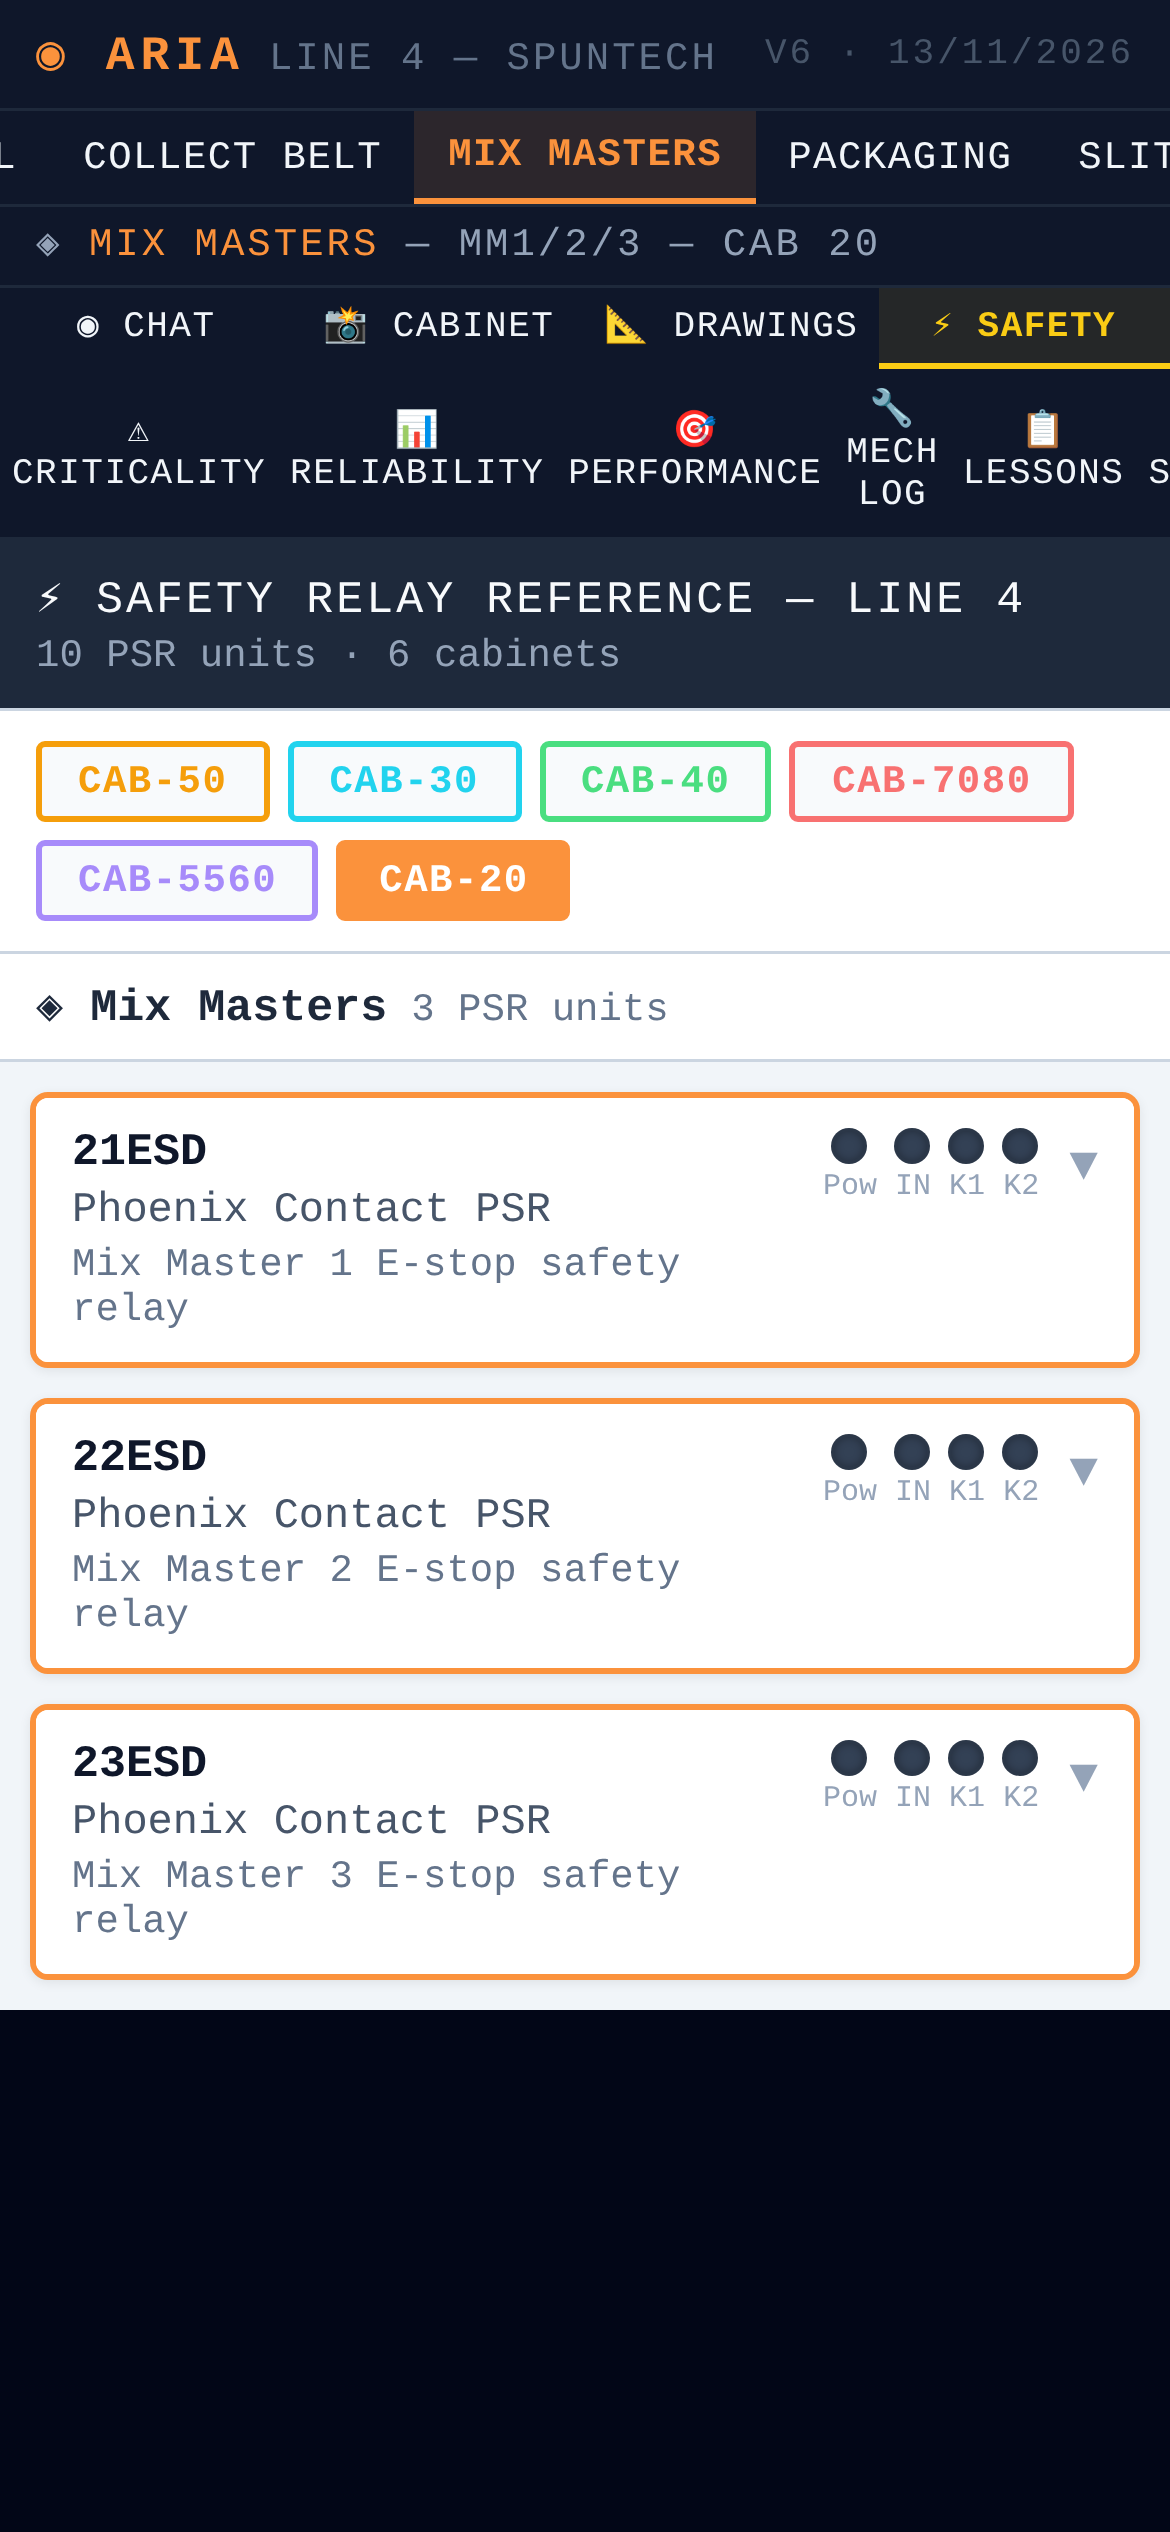 ◉ ARIA LINE 4 — SPUNTECH V6 · 13/11/2026
L COLLECT BELT MIX MASTERS PACKAGING SLIT
◈ MIX MASTERS — MM1/2/3 — CAB 20
◉ CHAT 📸 CABINET 📐 DRAWINGS ⚡ SAFETY
⚠ CRITICALITY 📊 RELIABILITY 🎯 PERFORMANCE 🔧 MECH LOG 📋 LESSONS S
⚡ SAFETY RELAY REFERENCE — LINE 4
10 PSR units · 6 cabinets
CAB-50 CAB-30 CAB-40 CAB-7080
CAB-5560 CAB-20
◈ Mix Masters 3 PSR units
21ESD
Phoenix Contact PSR
Mix Master 1 E-stop safety
relay
Pow IN K1 K2 ▼
22ESD
Phoenix Contact PSR
Mix Master 2 E-stop safety
relay
Pow IN K1 K2 ▼
23ESD
Phoenix Contact PSR
Mix Master 3 E-stop safety
relay
Pow IN K1 K2 ▼